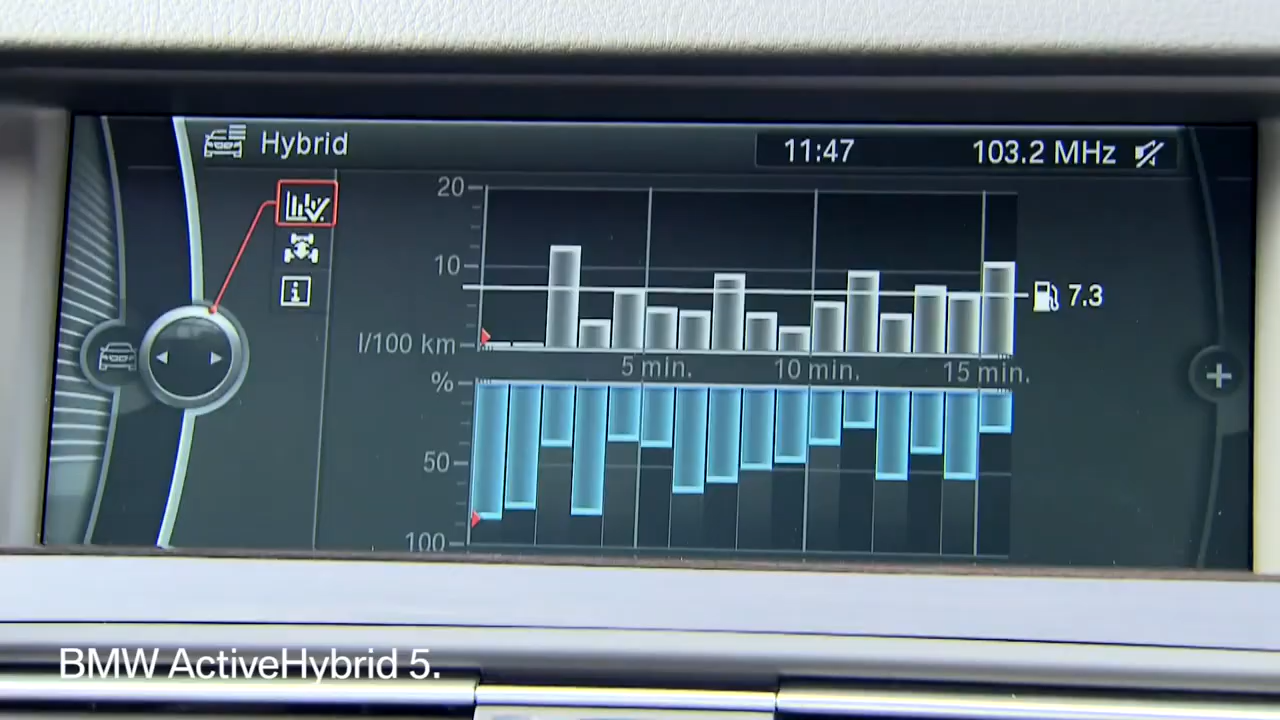 Hybrid
11:47
103.2 MHz
20
10
7.3
l/100 km
5 min.
10 min.
15 min.
%
50
100
i
BMW ActiveHybrid 5.